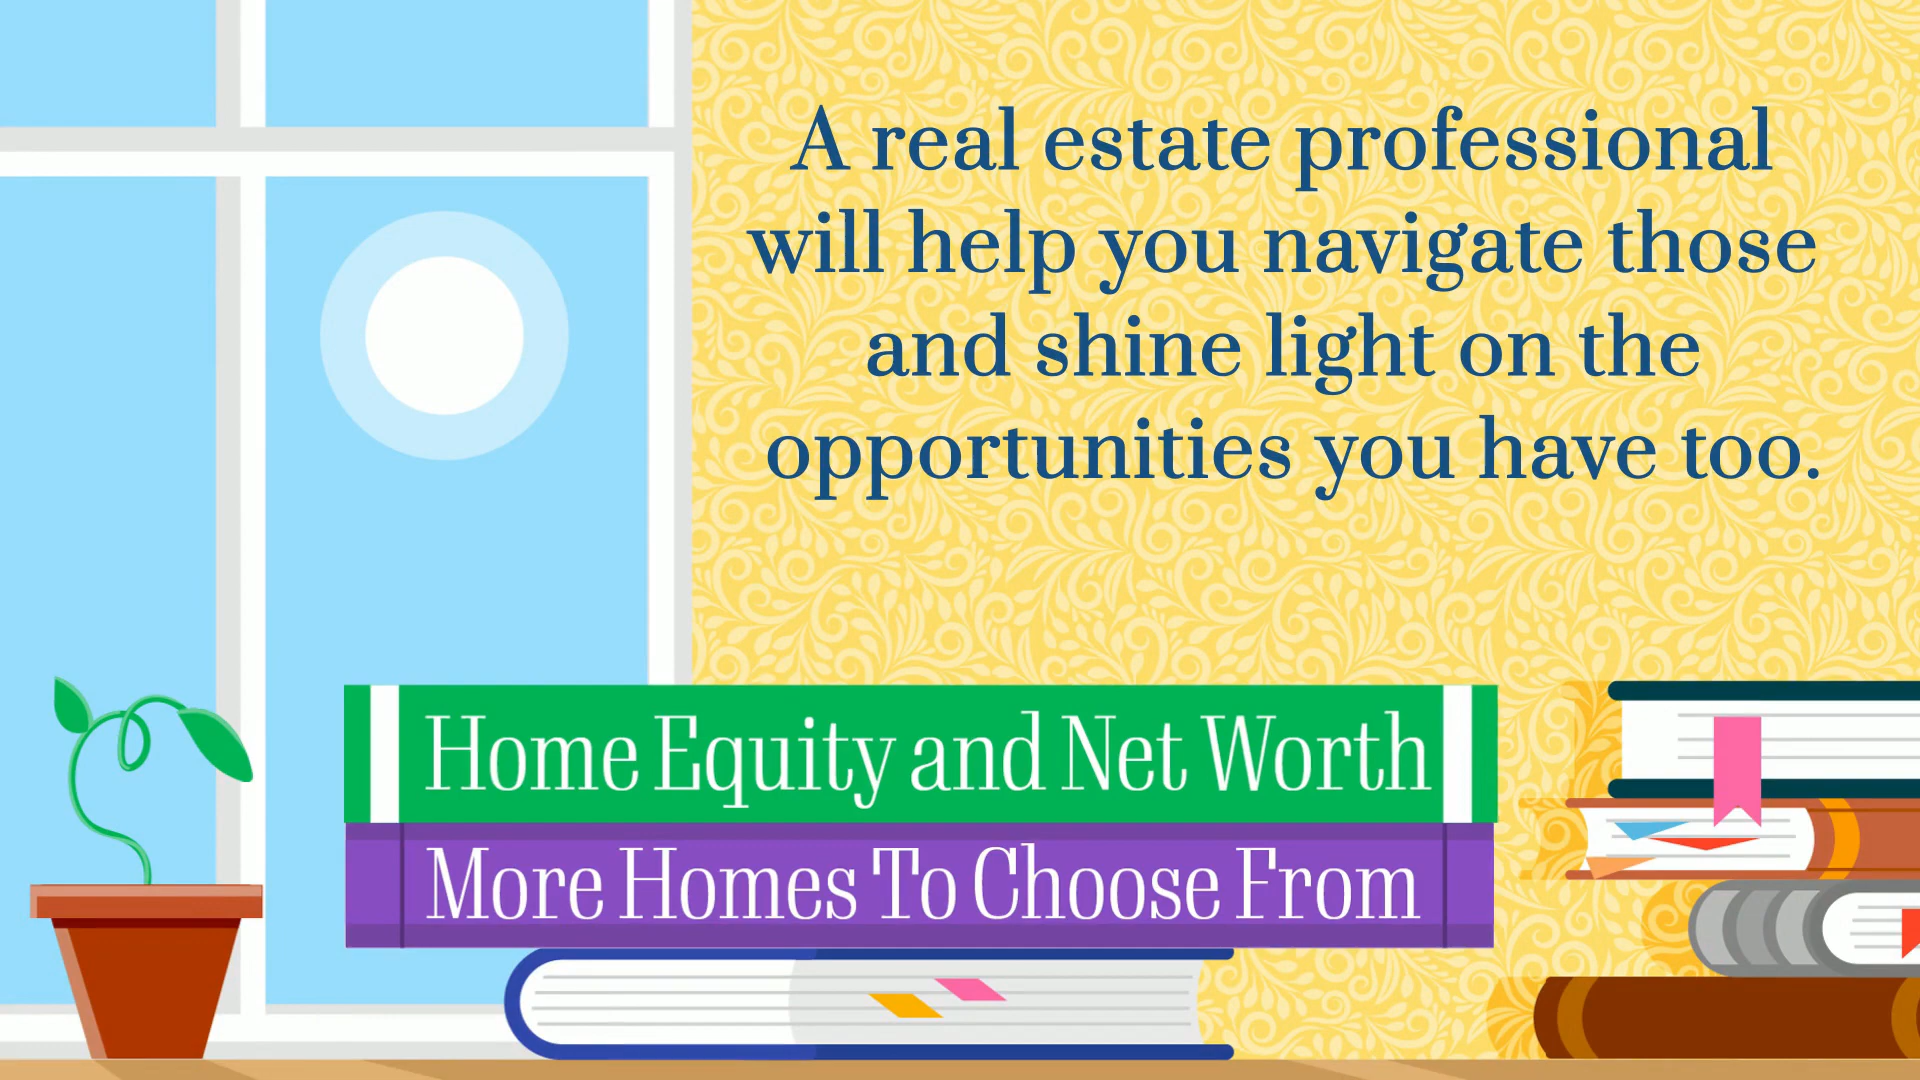 A real estate professional
will help you navigate those
and shine light on the
opportunities you have too.
Home Equity and Net Worth
More Homes To Choose From